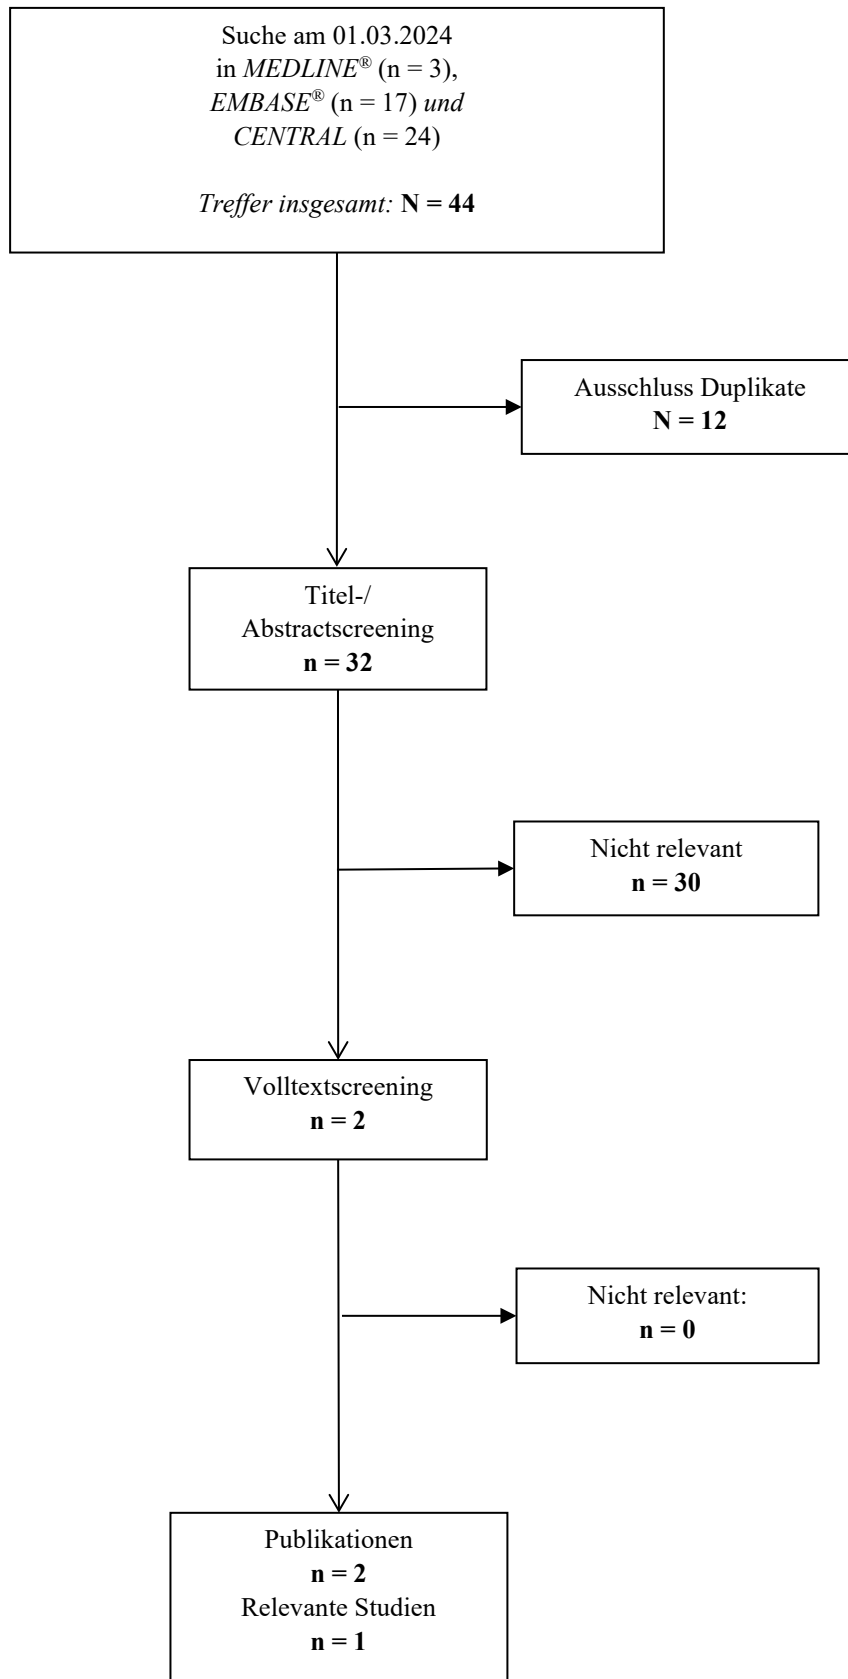 Suche am 01.03.2024
in MEDLINE® (n = 3),
EMBASE® (n = 17) und
CENTRAL (n = 24)
Treffer insgesamt: N = 44
Ausschluss Duplikate
N = 12
Titel-/
Abstractscreening
n = 32
Nicht relevant
n = 30
Volltextscreening
n = 2
Nicht relevant:
n = 0
Publikationen
n = 2
Relevante Studien
n = 1